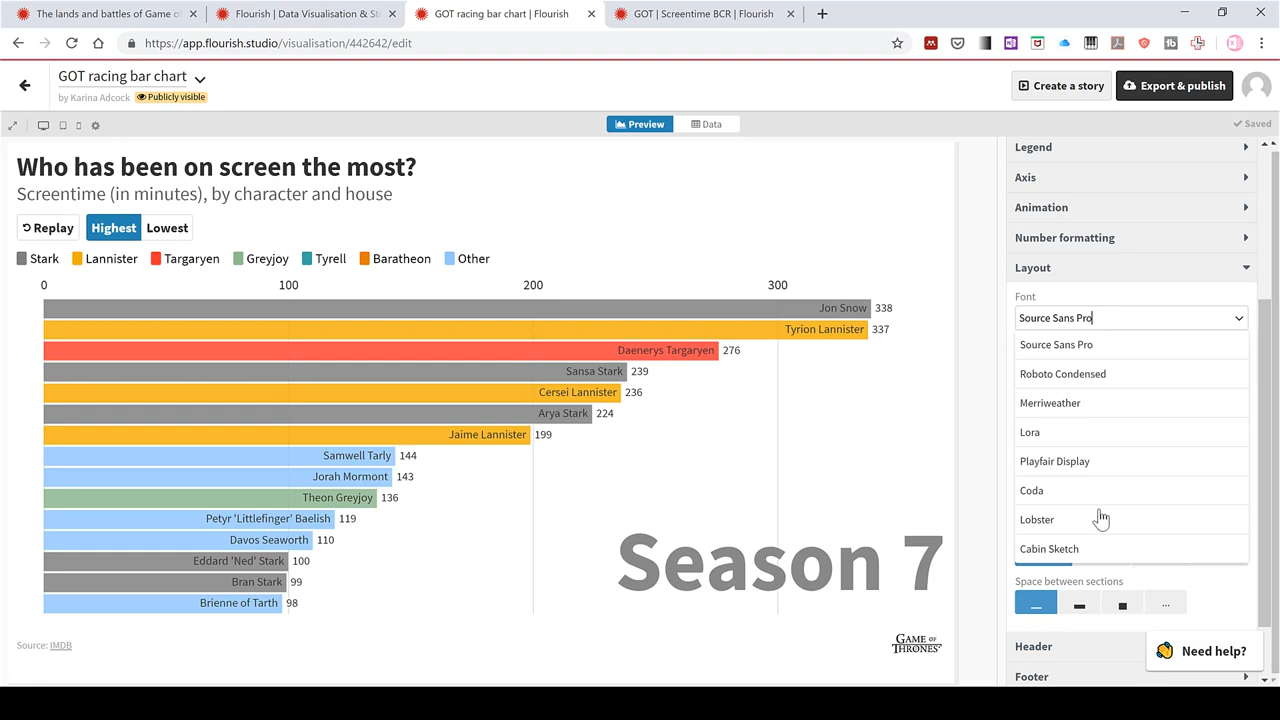 The lands and battles of Game of
Flourish | Data Visualisation & St
GOT racing bar chart | Flourish
GOT | Screentime BCR | Flourish
https://app.flourish.studio/visualisation/442642/edit
GOT racing bar chart
by Karina Adcock
Publicly visible
Create a story
Export & publish
Preview
Data
Saved
Who has been on screen the most?
Screentime (in minutes), by character and house
Replay
Highest
Lowest
Stark
Lannister
Targaryen
Greyjoy
Tyrell
Baratheon
Other
0
100
200
300
Jon Snow 338
Tyrion Lannister 337
Daenerys Targaryen 276
Sansa Stark 239
Cersei Lannister 236
Arya Stark 224
Jaime Lannister 199
Samwell Tarly 144
Jorah Mormont 143
Theon Greyjoy 136
Petyr 'Littlefinger' Baelish 119
Davos Seaworth 110
Eddard 'Ned' Stark 100
Bran Stark 99
Brienne of Tarth 98
Season 7
Source: IMDB
GAME OF
THRONES
Legend
Axis
Animation
Number formatting
Layout
Font
Source Sans Pro
Source Sans Pro
Roboto Condensed
Merriweather
Lora
Playfair Display
Coda
Lobster
Cabin Sketch
Space between sections
...
Header
Footer
Need help?